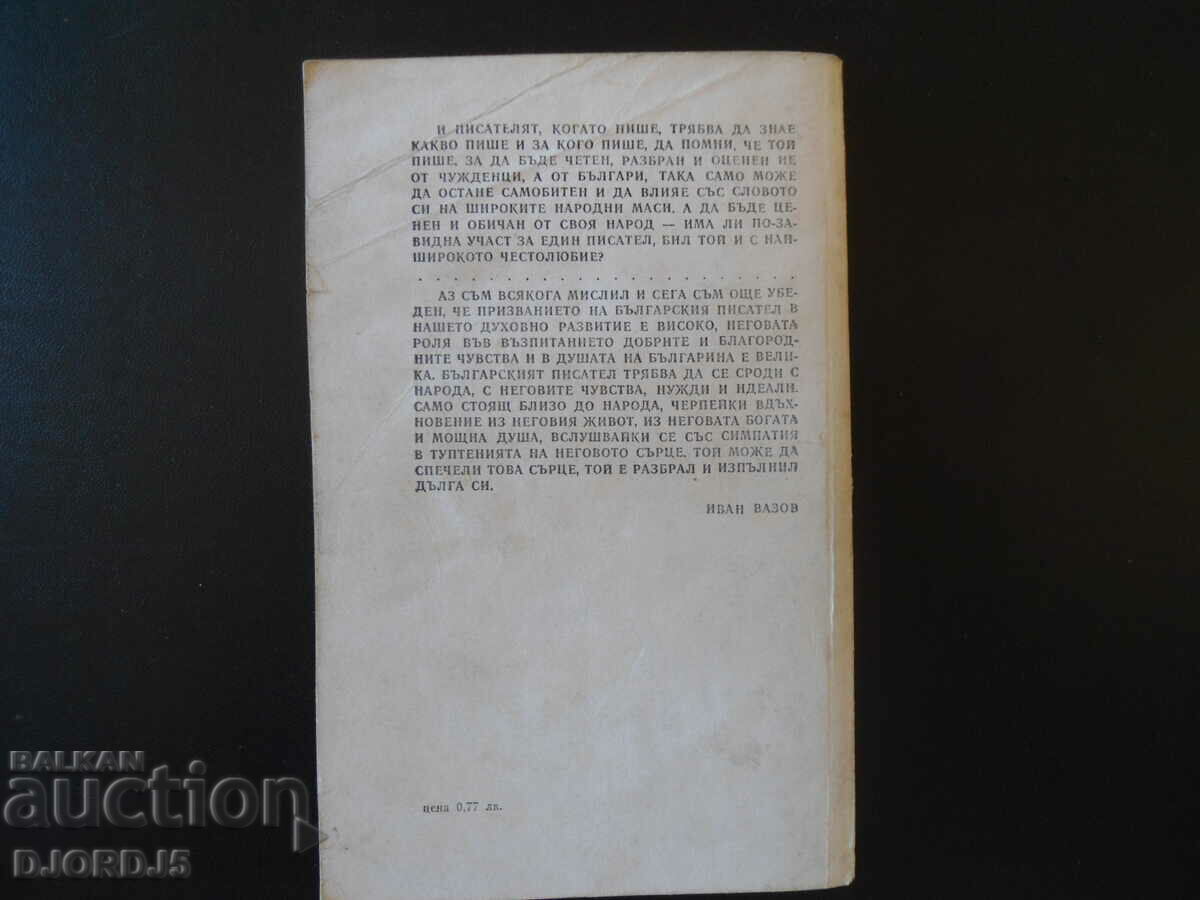 И ПИСАТЕЛЯТ, КОГАТО ПИШЕ, ТРЯБВА ДА ЗНАЕ
КАКВО ПИШЕ И ЗА КОГО ПИШЕ, ДА ПОМНИ, ЧЕ ТОЙ
ПИШЕ, ЗА ДА БЪДЕ ЧЕТЕН, РАЗБРАН И ОЦЕНЕН НЕ
ОТ ЧУЖДЕНЦИ, А ОТ БЪЛГАРИ, ТАКА САМО МОЖЕ
ДА ОСТАНЕ САМОБИТЕН И ДА ВЛИЯЕ СЪС СЛОВОТО
СИ НА ШИРОКИТЕ НАРОДНИ МАСИ. А ДА БЪДЕ ЦЕ-
НЕН И ОБИЧАН ОТ СВОЯ НАРОД — ИМА ЛИ ПО-ЗА-
ВИДНА УЧАСТ ЗА ЕДИН ПИСАТЕЛ, БИЛ ТОЙ И С НАЙ-
ШИРОКОТО ЧЕСТОЛЮБИЕ?
. . . . . . . . . . . . . . . . . . . . . .
АЗ СЪМ ВСЯКОГА МИСЛИЛ И СЕГА СЪМ ОЩЕ УБЕ-
ДЕН, ЧЕ ПРИЗВАНИЕТО НА БЪЛГАРСКИЯ ПИСАТЕЛ В
НАШЕТО ДУХОВНО РАЗВИТИЕ Е ВИСОКО, НЕГОВАТА
РОЛЯ ВЪВ ВЪЗПИТАНИЕТО ДОБРИТЕ И БЛАГОРОД-
НИТЕ ЧУВСТВА И В ДУШАТА НА БЪЛГАРИНА Е ВЕЛИ-
КА. БЪЛГАРСКИЯТ ПИСАТЕЛ ТРЯБВА ДА СЕ СРОДИ С
НАРОДА, С НЕГОВИТЕ ЧУВСТВА, НУЖДИ И ИДЕАЛИ.
САМО СТОЯЩ БЛИЗО ДО НАРОДА, ЧЕРПЕЙКИ ВДЪХ-
НОВЕНИЕ ИЗ НЕГОВИЯ ЖИВОТ, ИЗ НЕГОВАТА БОГАТА
И МОЩНА ДУША, ВСЛУШВАЙКИ СЕ СЪС СИМПАТИЯ
В ТУПТЕНИЯТА НА НЕГОВОТО СЪРЦЕ, ТОЙ МОЖЕ ДА
СПЕЧЕЛИ ТОВА СЪРЦЕ, ТОЙ Е РАЗБРАЛ И ИЗПЪЛНИЛ
ДЪЛГА СИ.
ИВАН ВАЗОВ
цена 0,77 лв.
BALKAN
auction
DJORDJ5